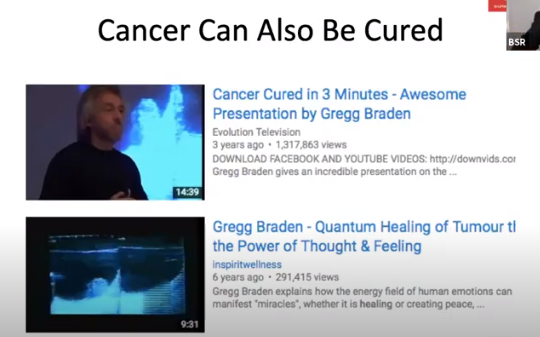 Cancer Can Also Be Cured
BSR
Cancer Cured in 3 Minutes - Awesome
Presentation by Gregg Braden
Evolution Television
3 years ago • 1,317,863 views
DOWNLOAD FACEBOOK AND YOUTUBE VIDEOS: http://downvids.cor
Gregg Braden gives an incredible presentation on the ...
14:39
Gregg Braden - Quantum Healing of Tumour th
the Power of Thought & Feeling
inspiritwellness
6 years ago • 291,415 views
Gregg Braden explains how the energy field of human emotions can
manifest "miracles", whether it is healing or creating peace, ...
9:31